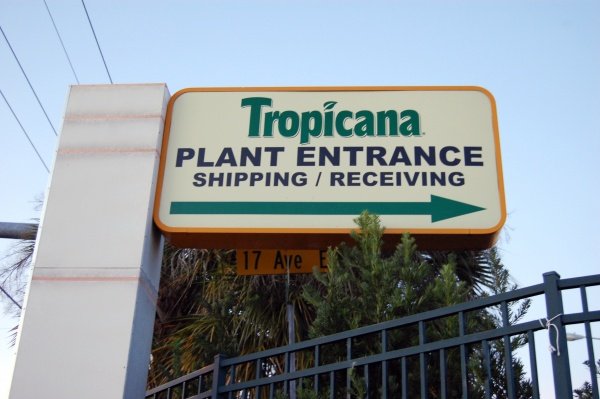 Tropicana
PLANT ENTRANCE
SHIPPING / RECEIVING
17 Ave E